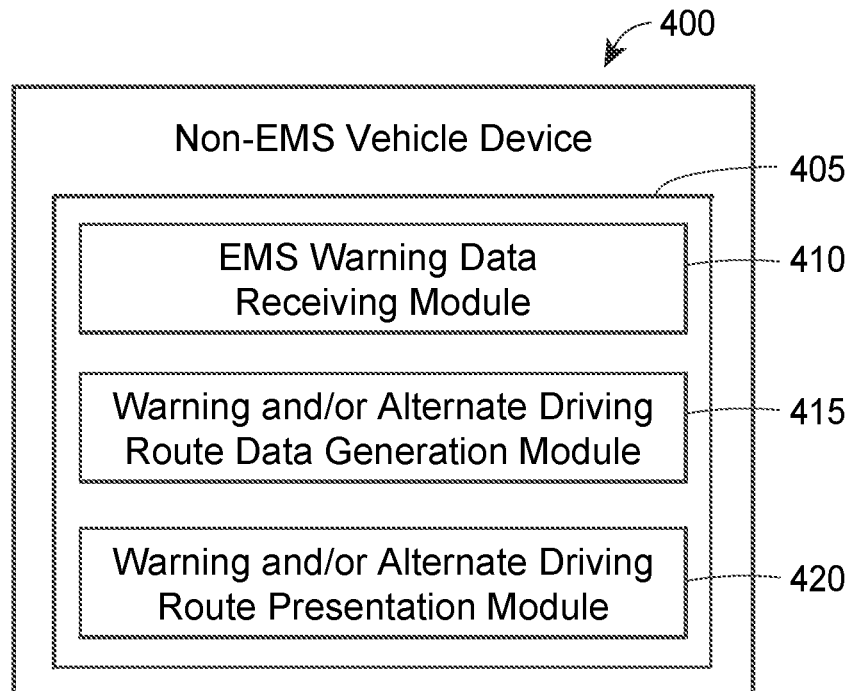 400
Non-EMS Vehicle Device
405
EMS Warning Data
Receiving Module
410
Warning and/or Alternate Driving
Route Data Generation Module
415
Warning and/or Alternate Driving
Route Presentation Module
420